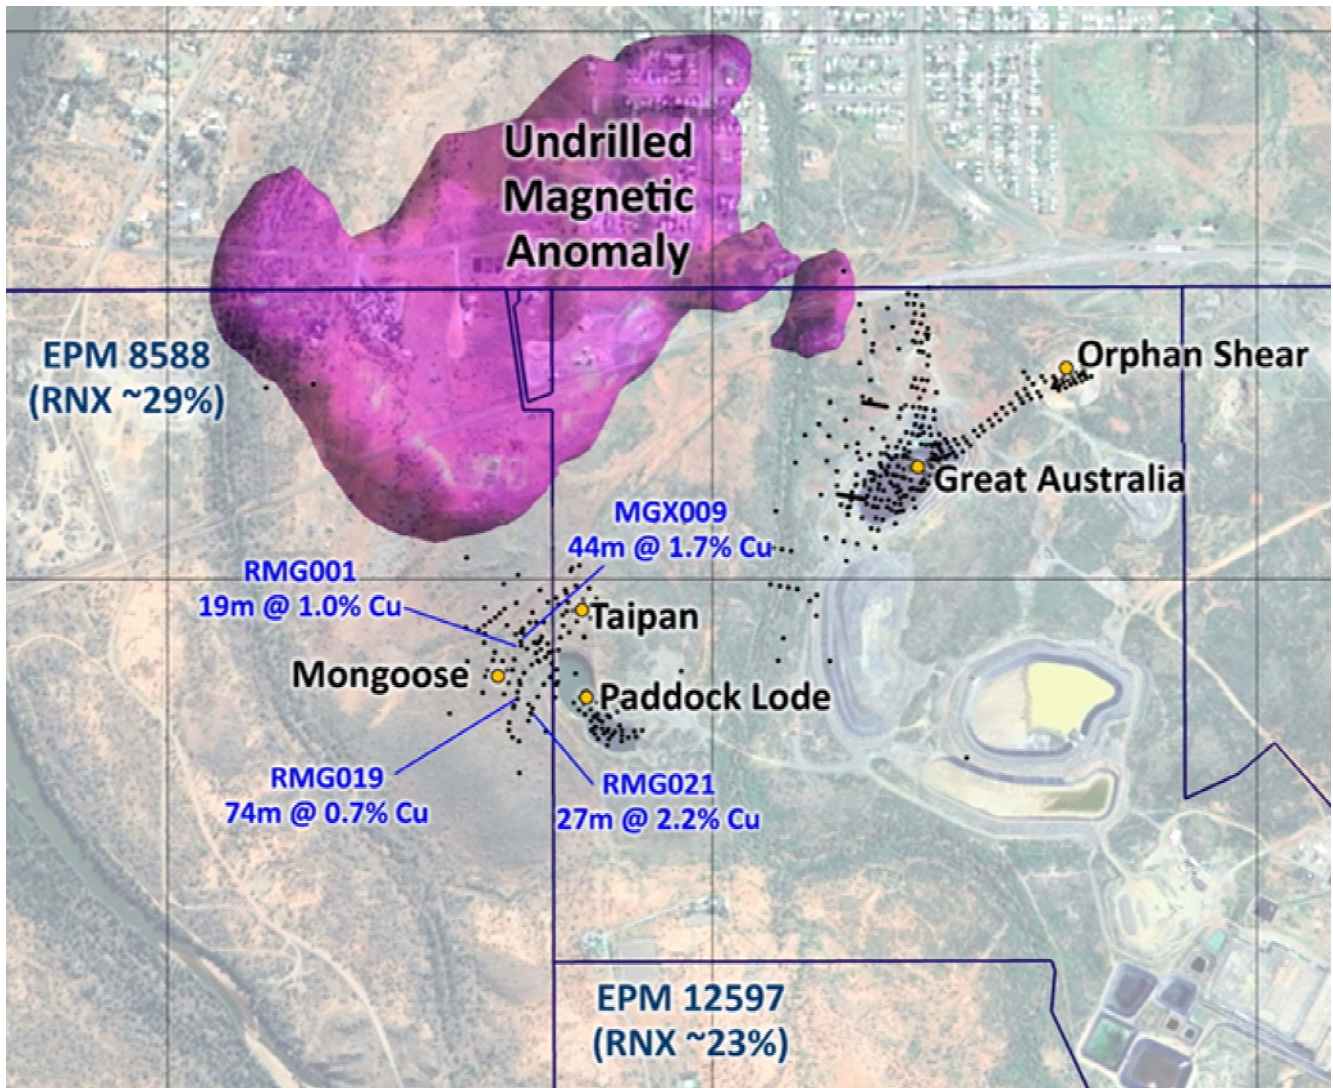 Undrilled
Magnetic
Anomaly
EPM 8588
(RNX ~29%)
Orphan Shear
Great Australia
MGX009
44m @ 1.7% Cu
RMG001
19m @ 1.0% Cu
Taipan
Mongoose
Paddock Lode
RMG019
74m @ 0.7% Cu
RMG021
27m @ 2.2% Cu
EPM 12597
(RNX ~23%)